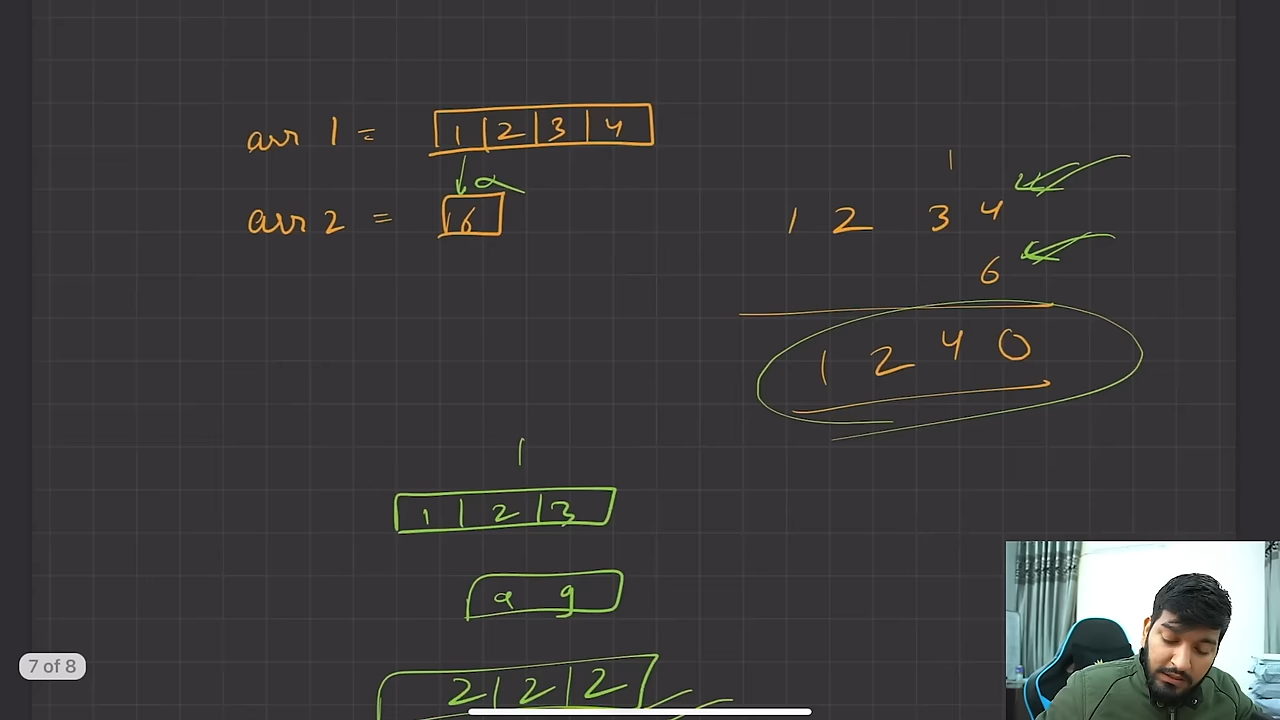 arr 1 = 1 2 3 4
arr 2 = 6
1
1 2 3 4
6
1 2 4 0
1
1 2 3
9 9
2 2 2
7 of 8